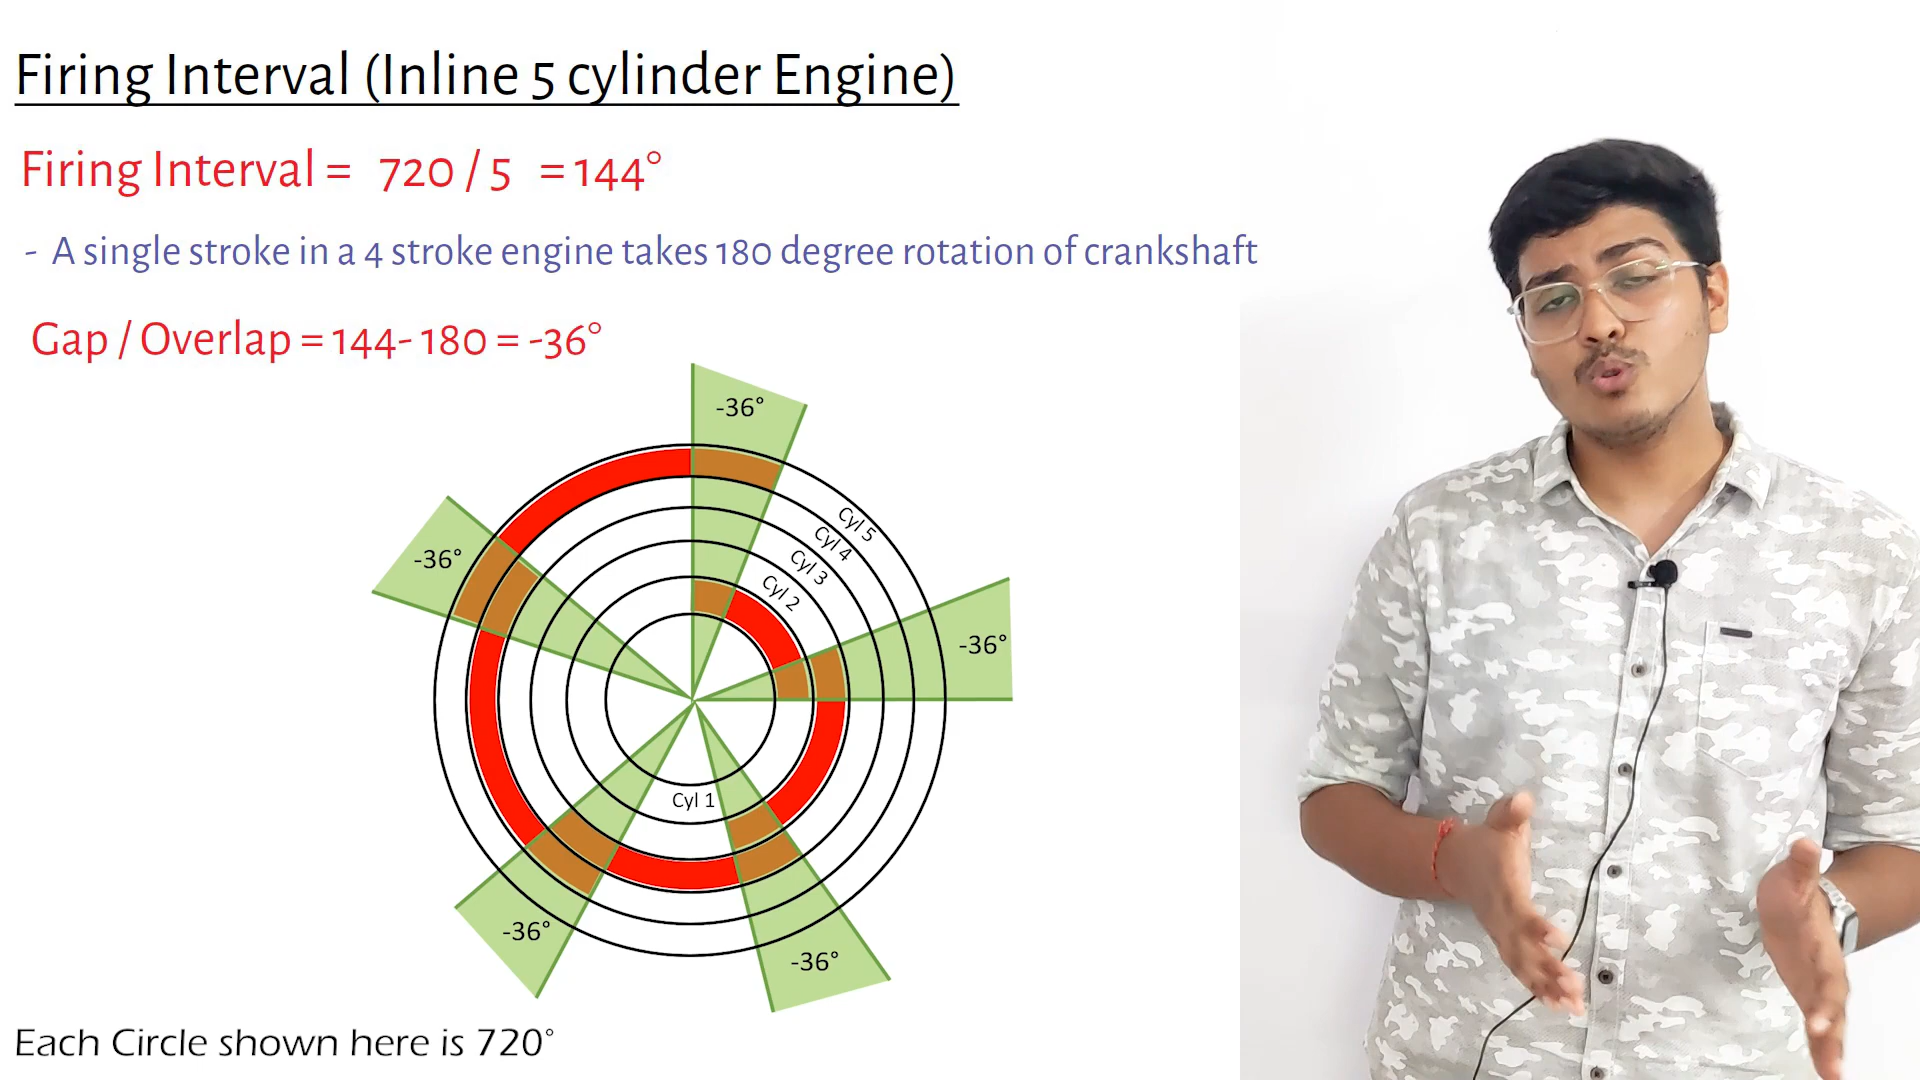 Firing Interval (Inline 5 cylinder Engine)
Firing Interval = 720 / 5 = 144°
- A single stroke in a 4 stroke engine takes 180 degree rotation of crankshaft
Gap / Overlap = 144- 180 = -36°
-36°
Cyl 5
Cyl 4
Cyl 3
Cyl 2
-36°
-36°
Cyl 1
-36°
-36°
Each Circle shown here is 720°